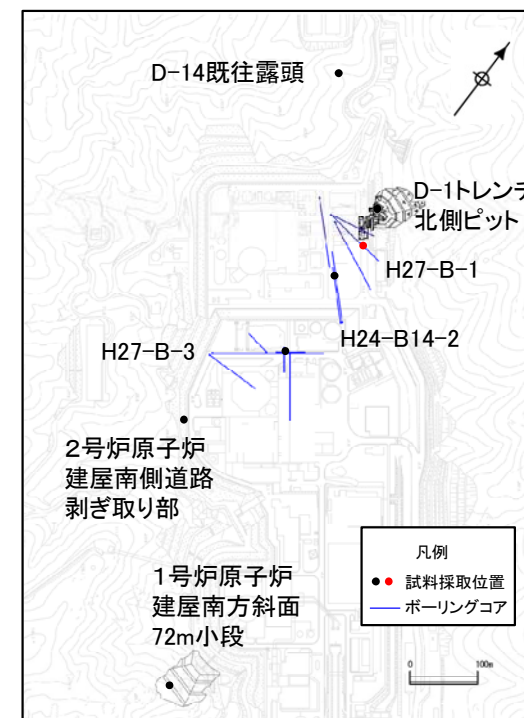 D-14既往露頭
D-1トレンチ
北側ピット
H27-B-1
H24-B14-2
H27-B-3
2号炉原子炉
建屋南側道路
剥ぎ取り部
1号炉原子炉
建屋南方斜面
72m小段
凡例
試料採取位置
ボーリングコア
0 100m